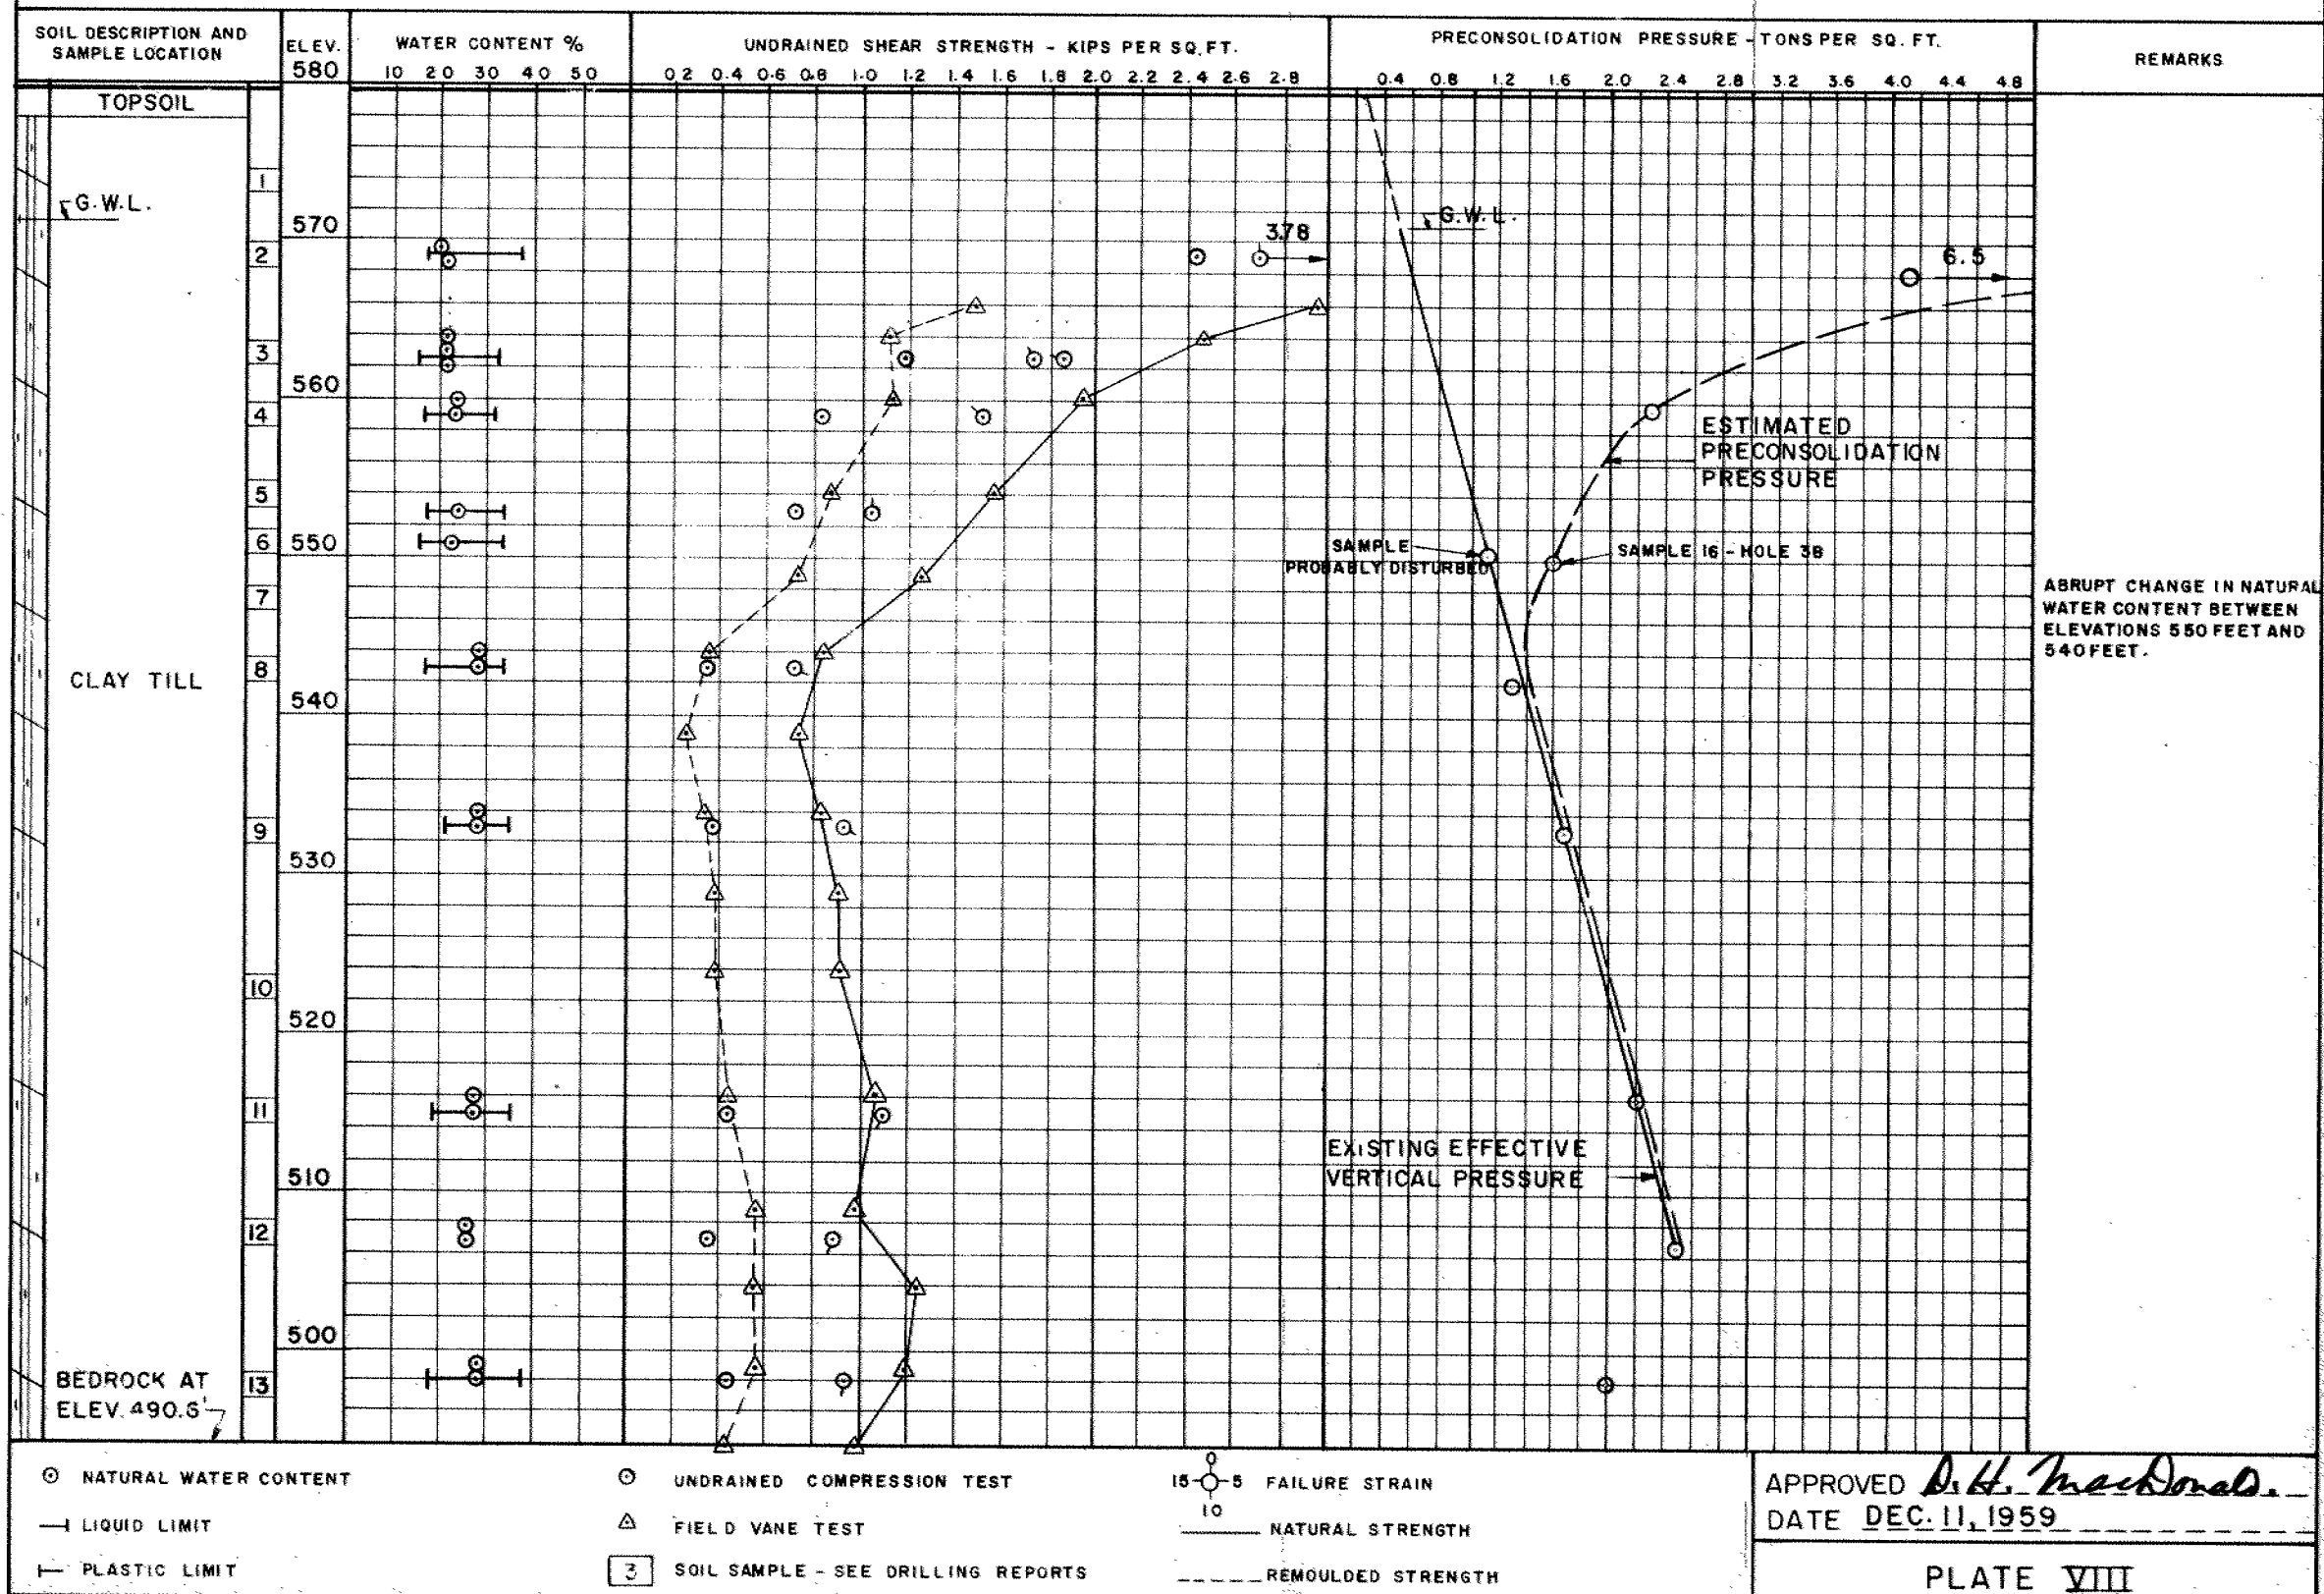 SOIL DESCRIPTION AND
SAMPLE LOCATION
ELEV.
580
WATER CONTENT %
10 20 30 40 50
UNDRAINED SHEAR STRENGTH - KIPS PER SQ. FT.
0.2 0.4 0.6 0.8 1.0 1.2 1.4 1.6 1.8 2.0 2.2 2.4 2.6 2.8
PRECONSOLIDATION PRESSURE - TONS PER SQ. FT.
0.4 0.8 1.2 1.6 2.0 2.4 2.8 3.2 3.6 4.0 4.4 4.8
REMARKS
TOPSOIL
1
G.W.L.
G.W.L.
570
3.78
2
6.5
3
560
4
ESTIMATED
PRECONSOLIDATION
PRESSURE
5
6
550
SAMPLE
PROBABLY DISTURBED
SAMPLE 16 - HOLE 3B
7
ABRUPT CHANGE IN NATURAL
WATER CONTENT BETWEEN
ELEVATIONS 550 FEET AND
540 FEET.
8
CLAY TILL
540
9
530
10
520
11
EXISTING EFFECTIVE
VERTICAL PRESSURE
510
12
500
13
BEDROCK AT
ELEV. 490.5'
NATURAL WATER CONTENT
LIQUID LIMIT
PLASTIC LIMIT
UNDRAINED COMPRESSION TEST
FIELD VANE TEST
3 SOIL SAMPLE - SEE DRILLING REPORTS
0
15 5 FAILURE STRAIN
10
NATURAL STRENGTH
REMOULDED STRENGTH
APPROVED D.H. MacDonald.
DATE DEC. 11, 1959
PLATE VIII